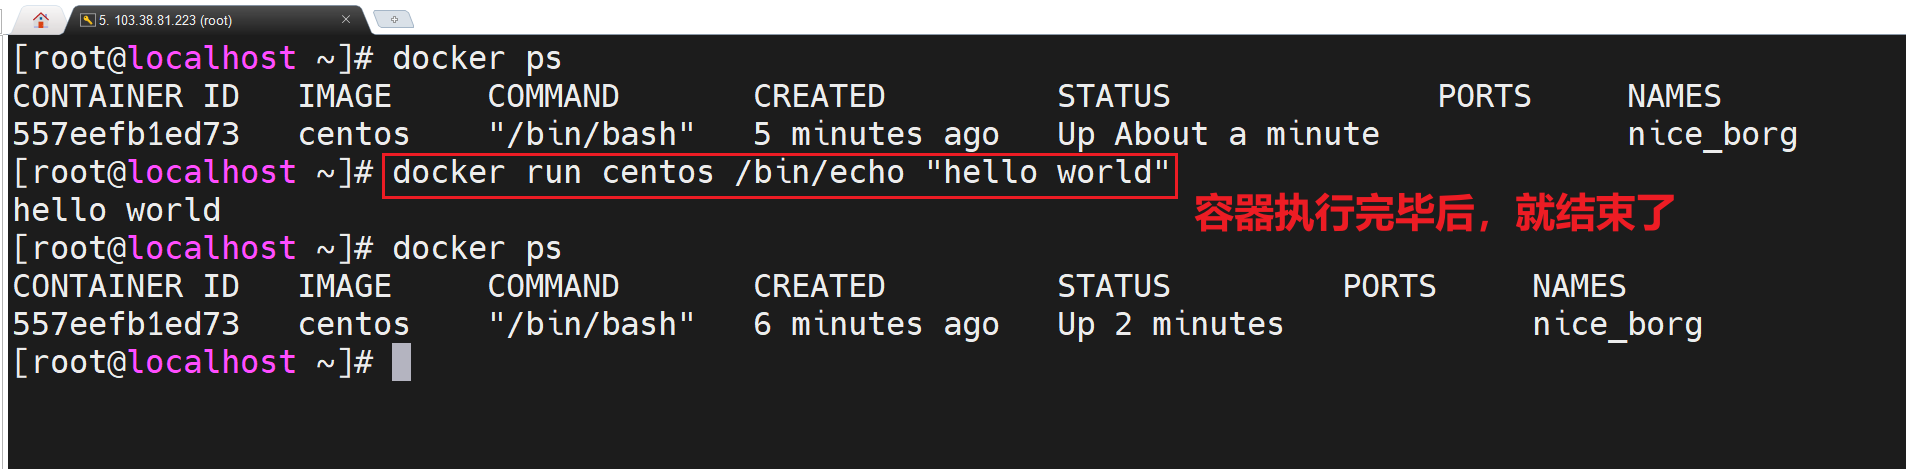 5. 103.38.81.223 (root)
[root@localhost ~]# docker ps
CONTAINER ID   IMAGE     COMMAND       CREATED         STATUS              PORTS     NAMES
557eefb1ed73   centos    "/bin/bash"   5 minutes ago   Up About a minute             nice_borg
[root@localhost ~]# docker run centos /bin/echo "hello world"
容器执行完毕后，就结束了
hello world
[root@localhost ~]# docker ps
CONTAINER ID   IMAGE     COMMAND       CREATED         STATUS         PORTS     NAMES
557eefb1ed73   centos    "/bin/bash"   6 minutes ago   Up 2 minutes             nice_borg
[root@localhost ~]#